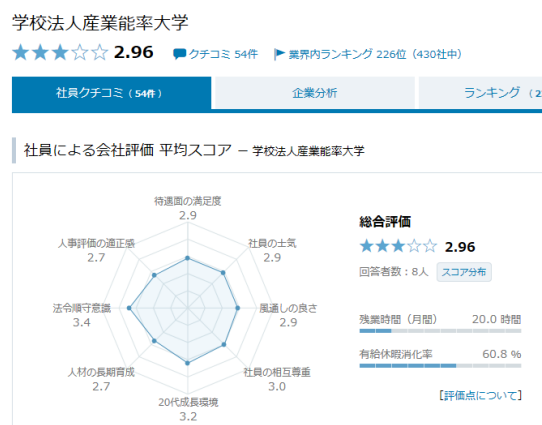 学校法人産業能率大学
2.96 クチコミ 54件 業界内ランキング 226位（430社中）
社員クチコミ（54件） 企業分析 ランキング（2
社員による会社評価 平均スコア － 学校法人産業能率大学
待遇面の満足度
2.9
人事評価の適正感
2.7
社員の士気
2.9
法令順守意識
3.4
風通しの良さ
2.9
人材の長期育成
2.7
社員の相互尊重
3.0
20代成長環境
3.2
総合評価
2.96
回答者数：8人 スコア分布
残業時間（月間） 20.0 時間
有給休暇消化率 60.8 %
[評価点について]